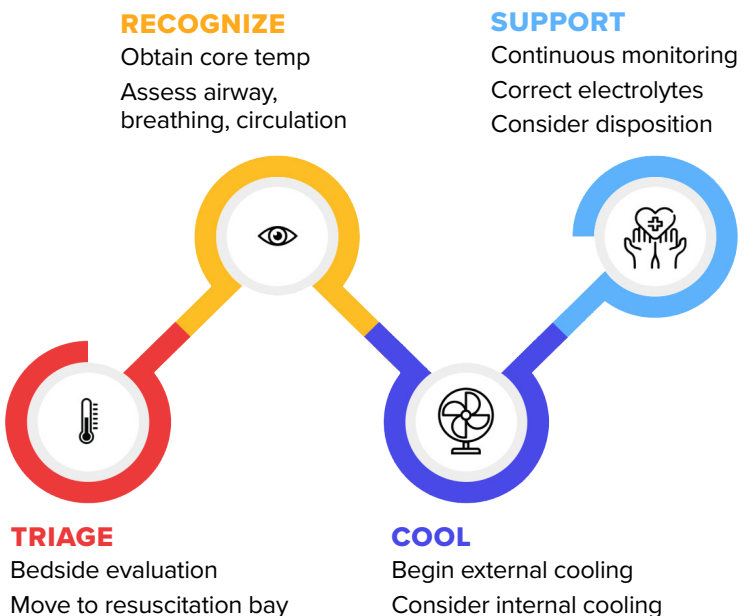 RECOGNIZE
Obtain core temp
Assess airway,
breathing, circulation
SUPPORT
Continuous monitoring
Correct electrolytes
Consider disposition
TRIAGE
Bedside evaluation
Move to resuscitation bay
COOL
Begin external cooling
Consider internal cooling